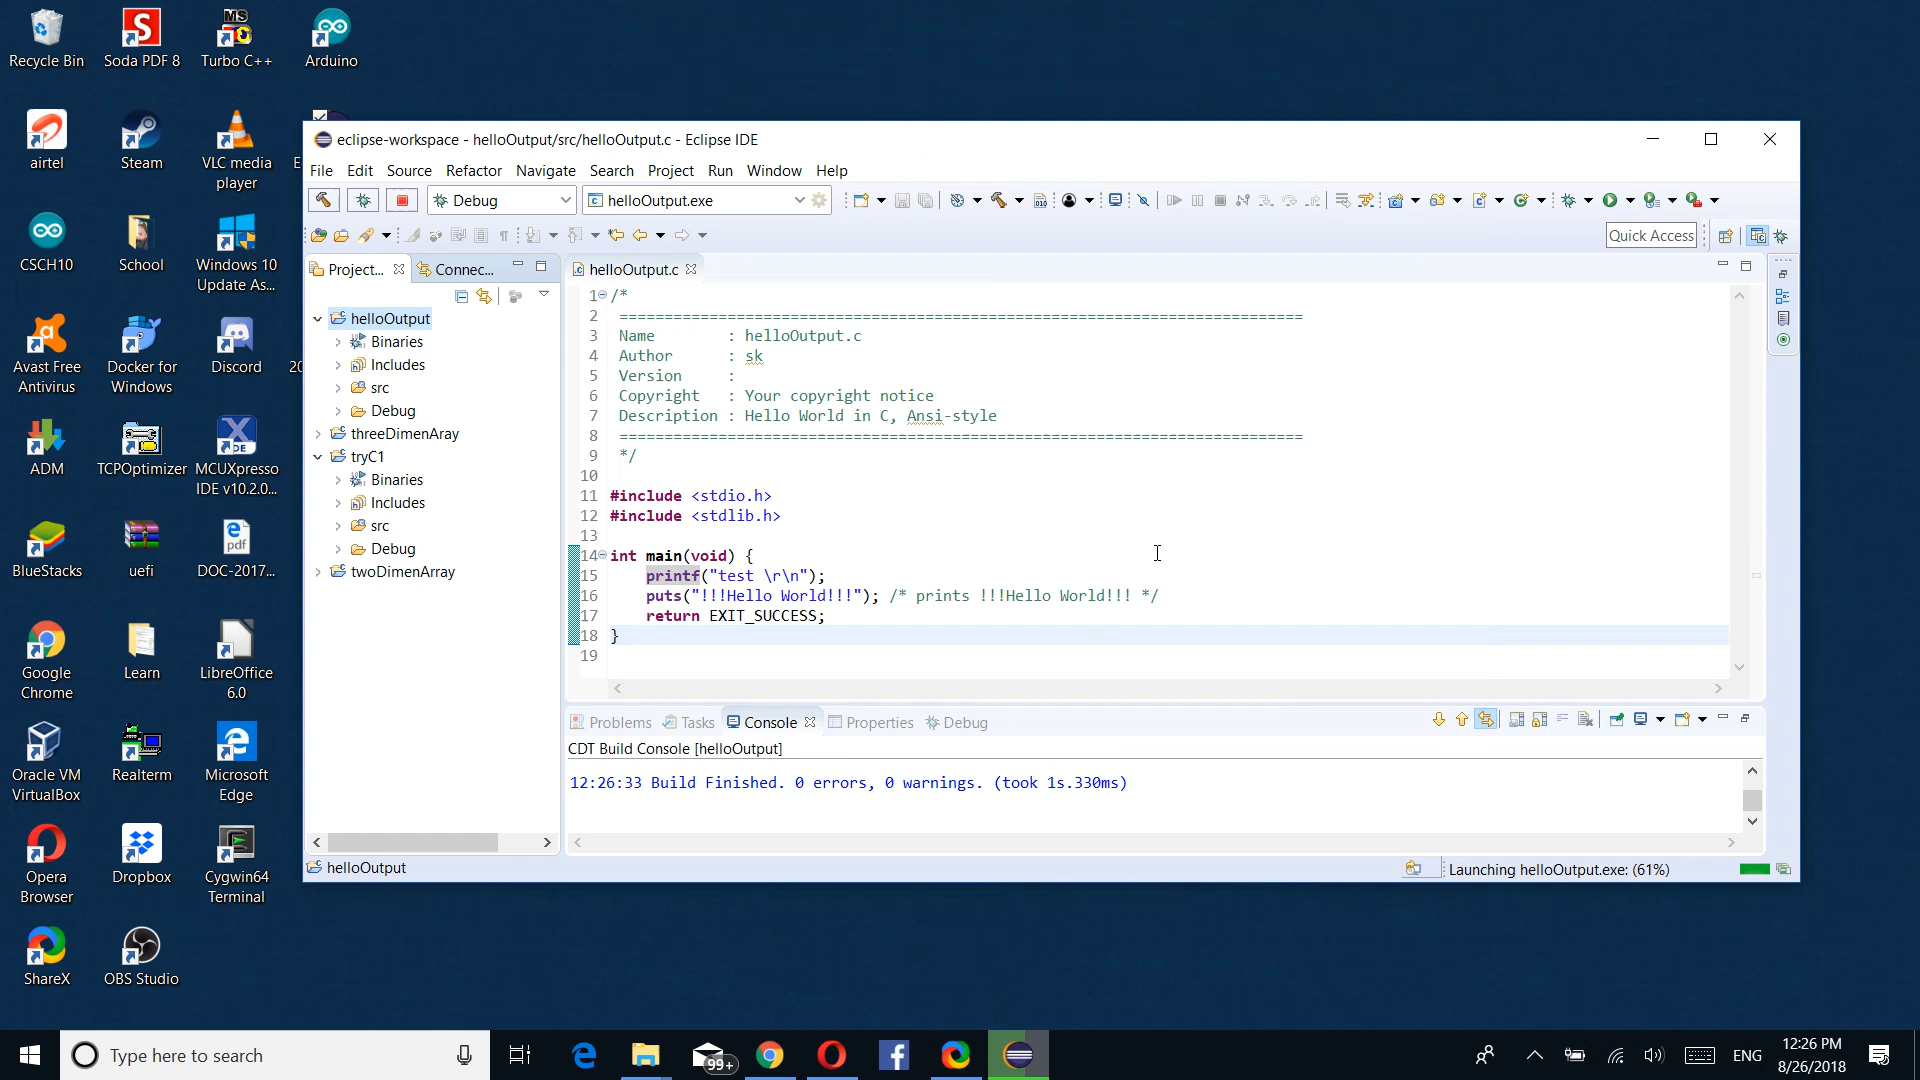 Recycle Bin
Soda PDF 8
Turbo C++
Arduino
airtel
Steam
VLC media
player
CSCH10
School
Windows 10
Update As...
Avast Free
Antivirus
Docker for
Windows
Discord
20
ADM
TCPOptimizer
MCUXpresso
IDE v10.2.0...
BlueStacks
uefi
DOC-2017...
Google
Chrome
Learn
LibreOffice
6.0
Oracle VM
VirtualBox
Realterm
Microsoft
Edge
Opera
Browser
Dropbox
Cygwin64
Terminal
ShareX
OBS Studio
eclipse-workspace - helloOutput/src/helloOutput.c - Eclipse IDE
File Edit Source Refactor Navigate Search Project Run Window Help
Debug
helloOutput.exe
Quick Access
Project...
Connec...
helloOutput
Binaries
Includes
src
Debug
threeDimenAray
tryC1
Binaries
Includes
src
Debug
twoDimenArray
helloOutput.c
1 /*
2 ============================================================================
3 Name        : helloOutput.c
4 Author      : sk
5 Version     :
6 Copyright   : Your copyright notice
7 Description : Hello World in C, Ansi-style
8 ============================================================================
9 */
10
11 #include <stdio.h>
12 #include <stdlib.h>
13
14 int main(void) {
15     printf("test \r\n");
16     puts("!!!Hello World!!!"); /* prints !!!Hello World!!! */
17     return EXIT_SUCCESS;
18 }
19
Problems Tasks Console Properties Debug
CDT Build Console [helloOutput]
12:26:33 Build Finished. 0 errors, 0 warnings. (took 1s.330ms)
helloOutput
Launching helloOutput.exe: (61%)
Type here to search
99+
ENG
12:26 PM
8/26/2018